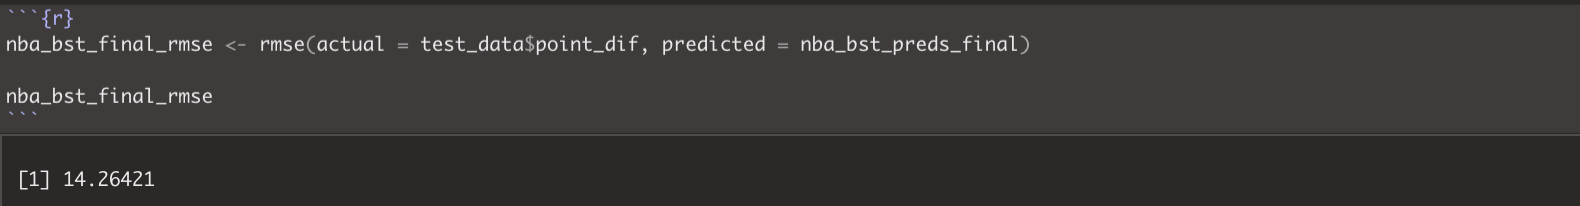 ```{r}
nba_bst_final_rmse <- rmse(actual = test_data$point_dif, predicted = nba_bst_preds_final)
nba_bst_final_rmse
```
[1] 14.26421